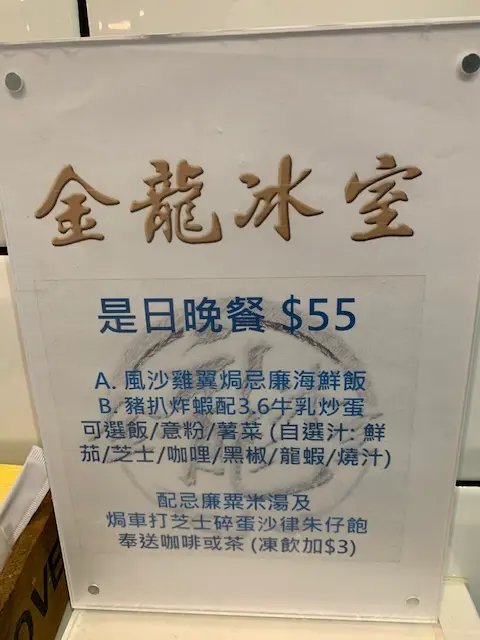 金龍冰室
是日晚餐 $55
A. 風沙雞翼焗忌廉海鮮飯
B. 豬扒炸蝦配3.6牛乳炒蛋
可選飯/意粉/薯菜 (自選汁: 鮮
茄/芝士/咖哩/黑椒/龍蝦/燒汁)
配忌廉粟米湯及
焗車打芝士碎蛋沙律朱仔飽
奉送咖啡或茶 (凍飲加$3)
龍
OVE